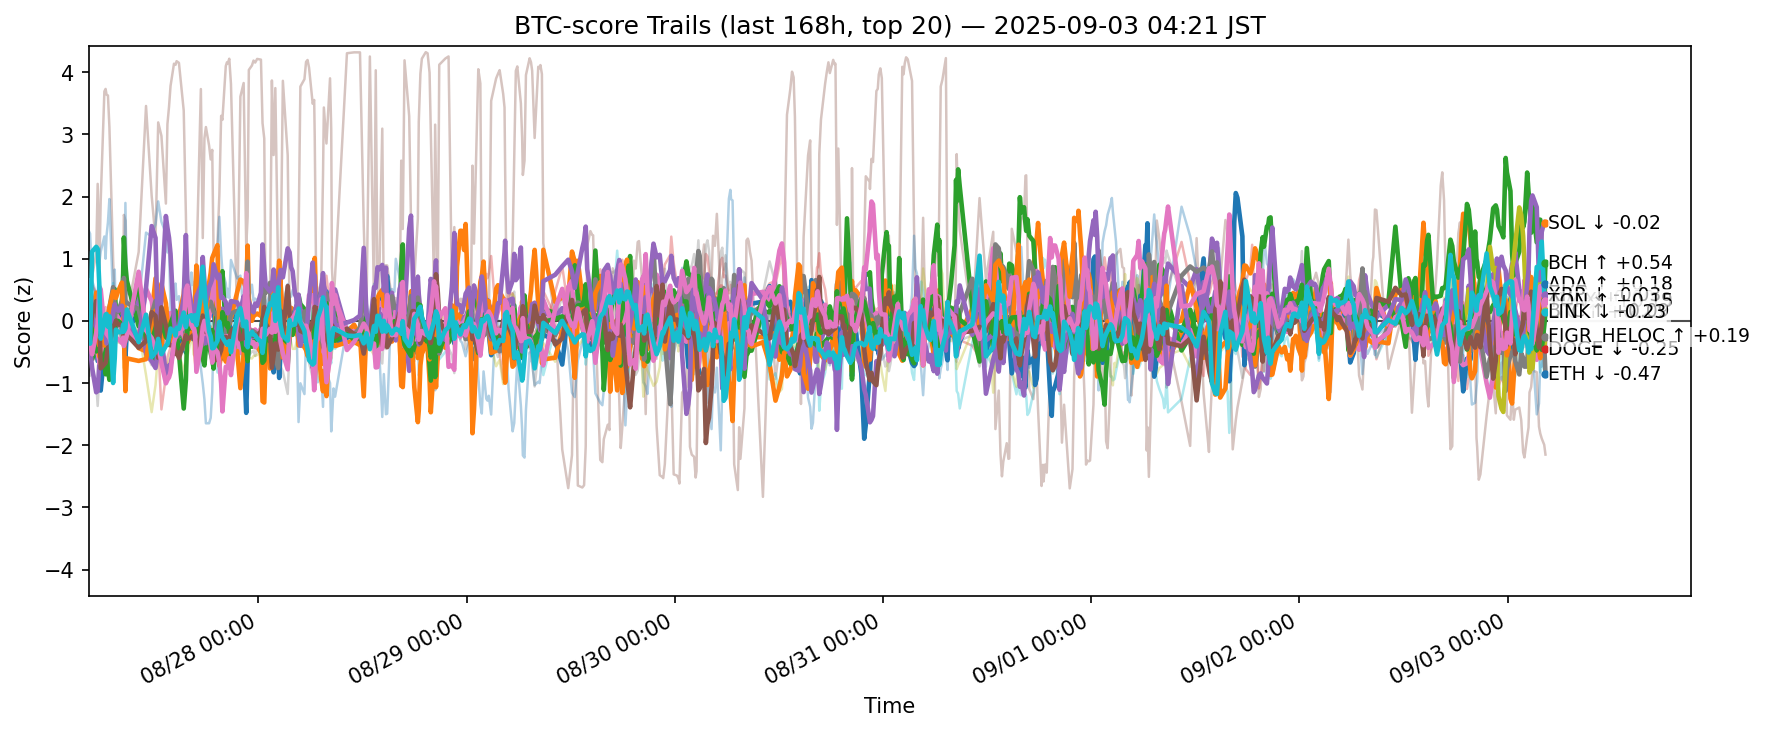 BTC-score Trails (last 168h, top 20) — 2025-09-03 04:21 JST
Score (z)
4
3
2
1
0
−1
−2
−3
−4
SOL ↓ -0.02
BCH ↑ +0.54
ADA ↑ +0.18
LINK ↓ -0.23
FIGR_HELOC ↑ +0.19
DOGE ↓ -0.25
ETH ↓ -0.47
08/28 00:00
08/29 00:00
08/30 00:00
08/31 00:00
09/01 00:00
09/02 00:00
09/03 00:00
Time